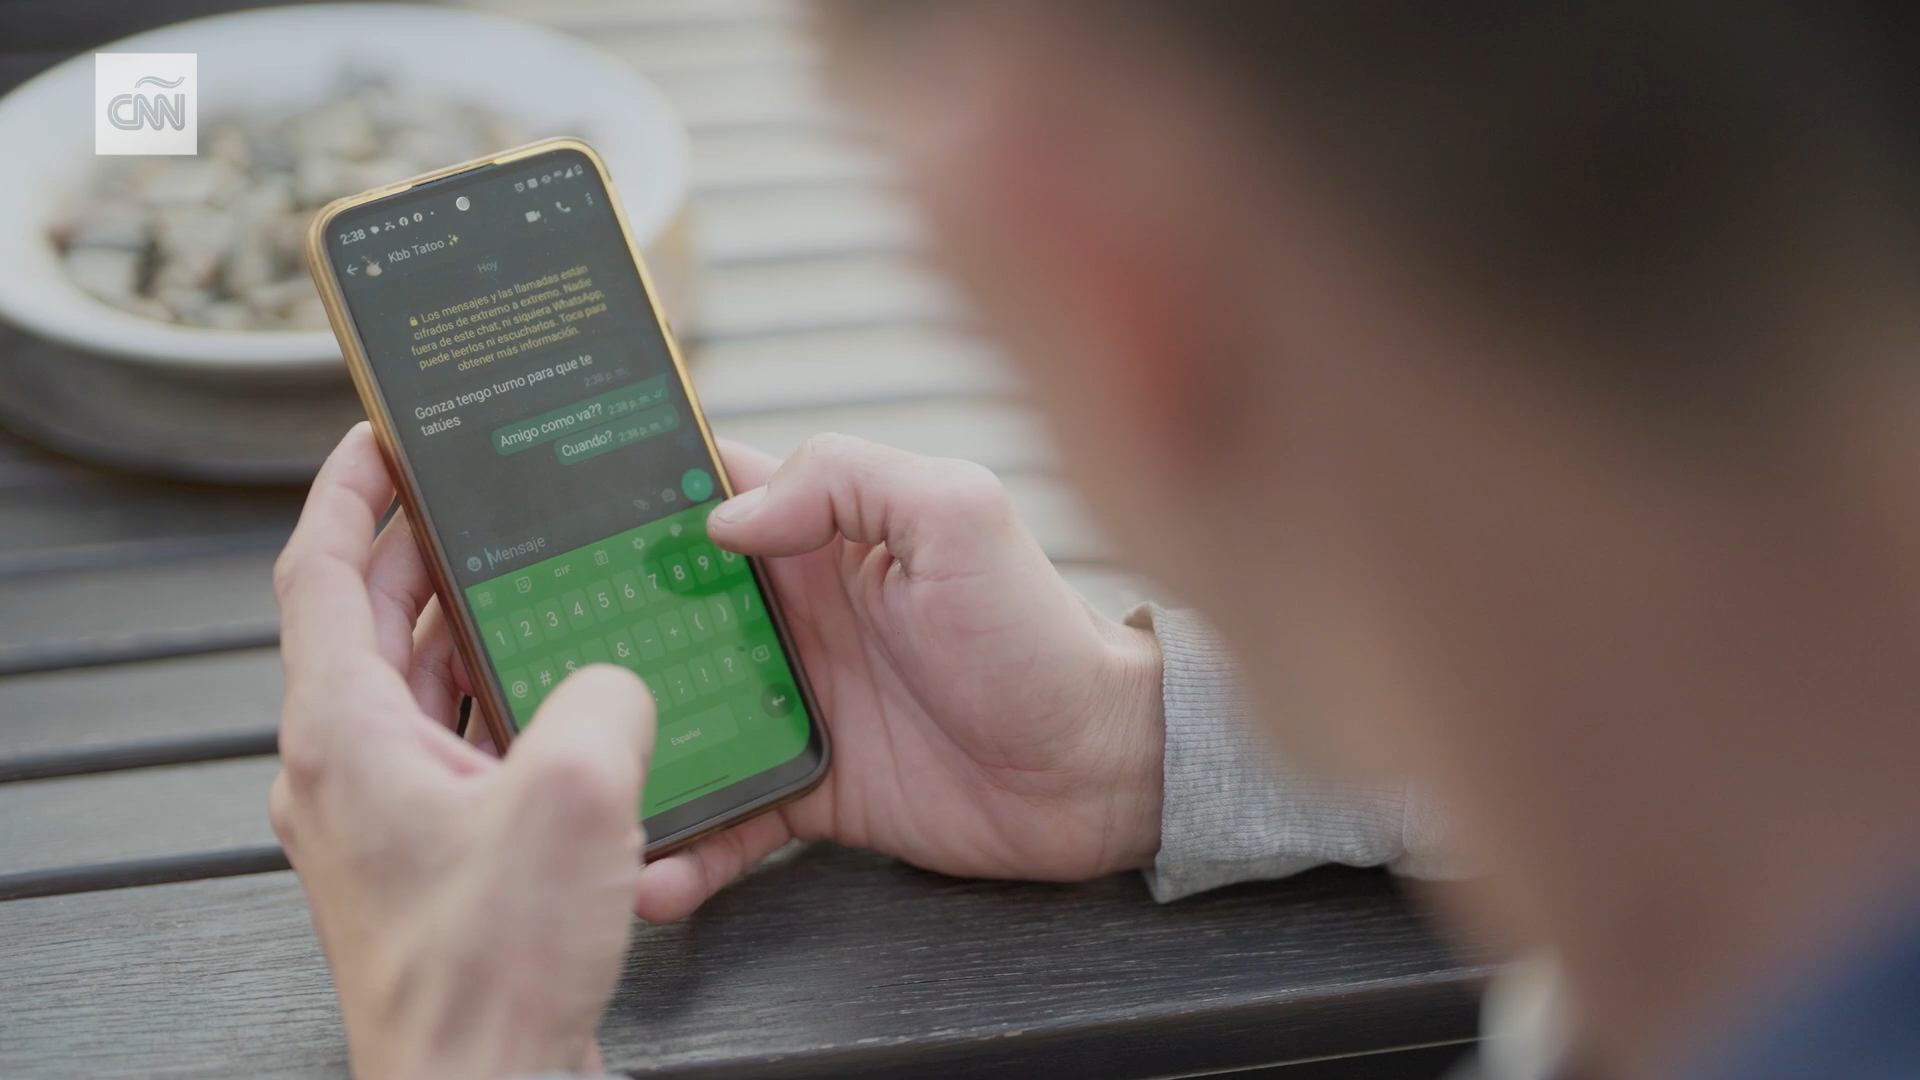 CNN
2:38
Kbb Tatoo
Hoy
Los mensajes y las llamadas están
cifrados de extremo a extremo. Nadie
fuera de este chat, ni siquiera WhatsApp,
puede leerlos ni escucharlos. Toca para
obtener más información.
Gonza tengo turno para que te
tatúes
2:38 p. m.
Amigo como va?? 2:38 p. m.
Cuando? 2:38 p. m.
Mensaje
GIF
1 2 3 4 5 6 7 8 9 0
@ # $ & - + ( ) /
: ; ! ?
Español